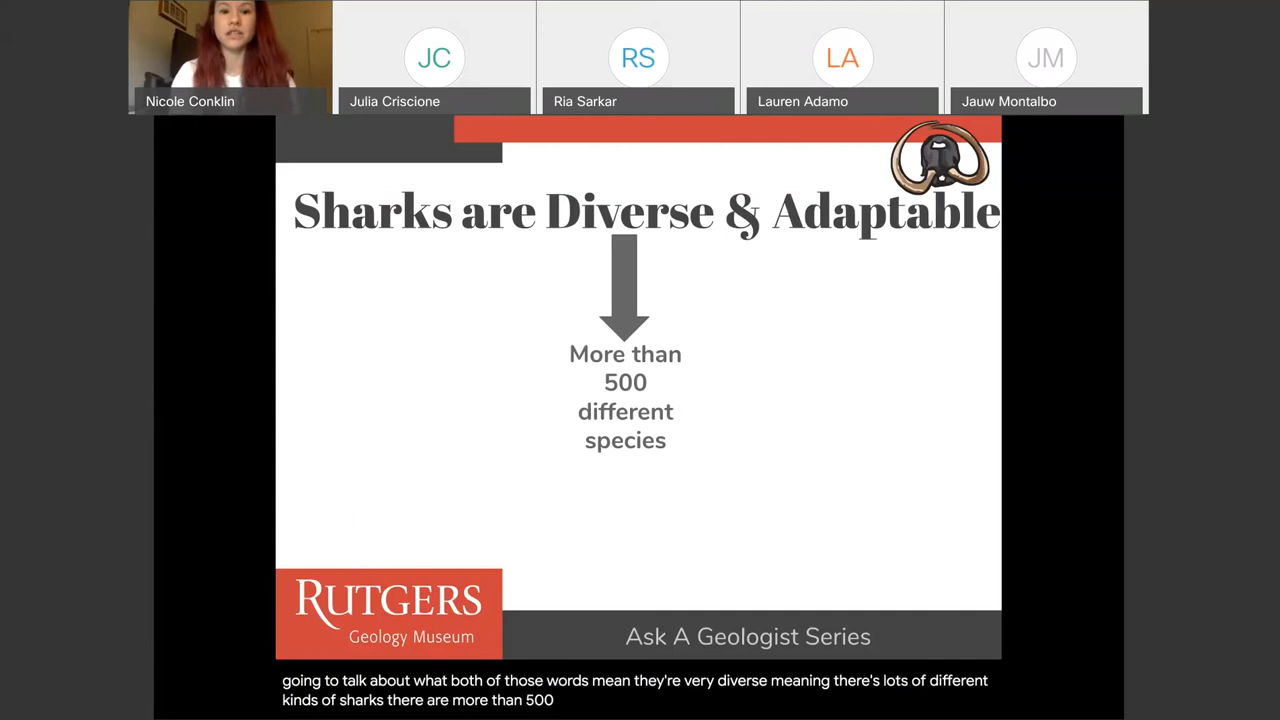 JC
RS
LA
JM
Nicole Conklin
Julia Criscione
Ria Sarkar
Lauren Adamo
Jauw Montalbo
Sharks are Diverse & Adaptable
More than
500
different
species
RUTGERS
Geology Museum
Ask A Geologist Series
going to talk about what both of those words mean they're very diverse meaning there's lots of different
kinds of sharks there are more than 500